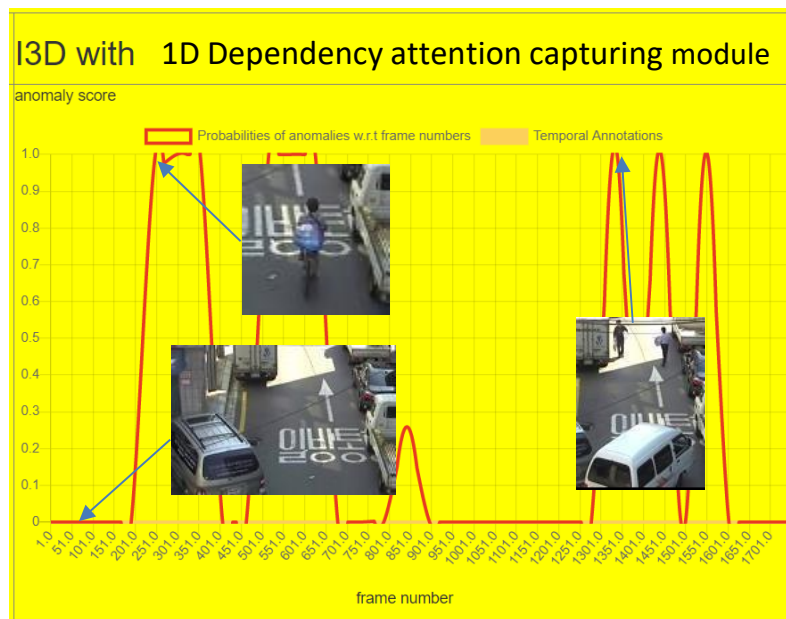 I3D with 1D Dependency attention capturing module
anomaly score
Probabilities of anomalies w.r.t frame numbers Temporal Annotations
1.0
0.9
0.8
0.7
0.6
0.5
0.4
0.3
0.2
0.1
0
1.0 51.0 101.0 151.0 201.0 251.0 301.0 351.0 401.0 451.0 501.0 551.0 601.0 651.0 701.0 751.0 801.0 851.0 901.0 951.0 1001.0 1051.0 1101.0 1151.0 1201.0 1251.0 1301.0 1351.0 1401.0 1451.0 1501.0 1551.0 1601.0 1651.0 1701.0
frame number